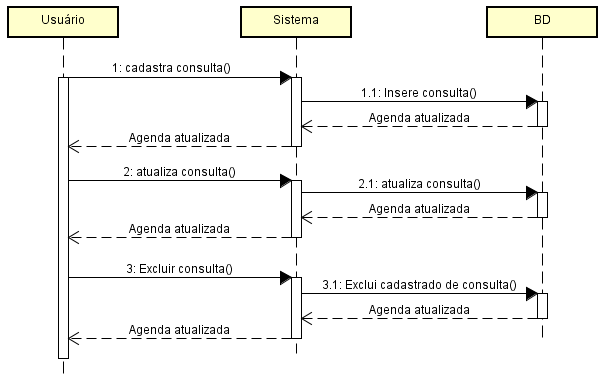 Usuário
Sistema
BD
1: cadastra consulta()
1.1: Insere consulta()
Agenda atualizada
Agenda atualizada
2: atualiza consulta()
2.1: atualiza consulta()
Agenda atualizada
Agenda atualizada
3: Excluir consulta()
3.1: Exclui cadastrado de consulta()
Agenda atualizada
Agenda atualizada